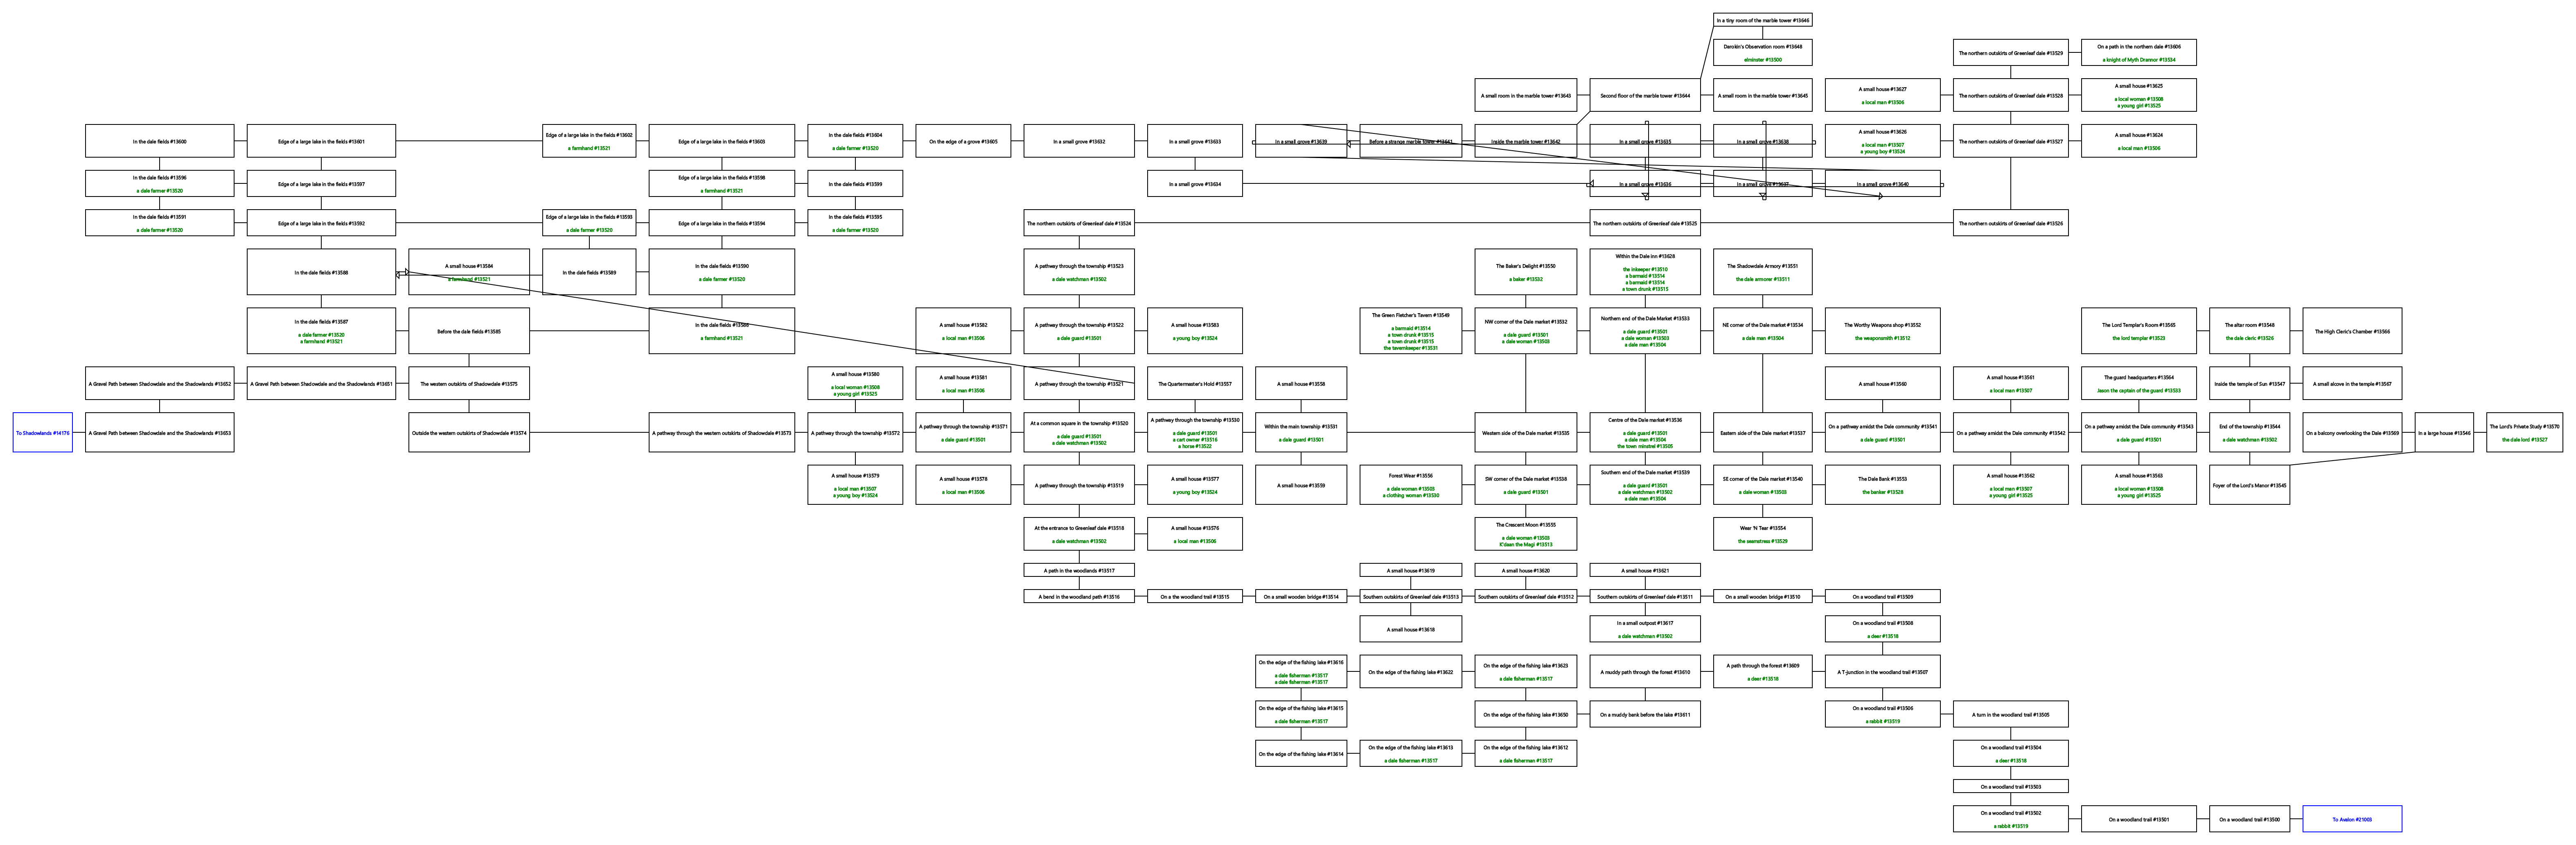 In a tiny room of the marble tower #13646
Darokin's Observation room #13648
elminster #13500
The northern outskirts of Greenleaf dale #13529
On a path in the northern dale #13606
a knight of Myth Drannor #13534
A small room in the marble tower #13643
Second floor of the marble tower #13644
A small room in the marble tower #13645
A small house #13627
a local man #13506
The northern outskirts of Greenleaf dale #13528
A small house #13625
a local woman #13508
a young girl #13525
In the dale fields #13600
Edge of a large lake in the fields #13601
Edge of a large lake in the fields #13602
a farmhand #13521
Edge of a large lake in the fields #13603
In the dale fields #13604
a dale farmer #13520
On the edge of a grove #13605
In a small grove #13632
In a small grove #13633
In a small grove #13639
Before a strange marble tower #13641
Inside the marble tower #13642
In a small grove #13635
In a small grove #13638
A small house #13626
a local man #13507
a young boy #13524
The northern outskirts of Greenleaf dale #13527
A small house #13624
a local man #13506
In the dale fields #13596
a dale farmer #13520
Edge of a large lake in the fields #13597
Edge of a large lake in the fields #13598
a farmhand #13521
In the dale fields #13599
In a small grove #13634
In a small grove #13636
In a small grove #13637
In a small grove #13640
In the dale fields #13591
a dale farmer #13520
Edge of a large lake in the fields #13592
Edge of a large lake in the fields #13593
a dale farmer #13520
Edge of a large lake in the fields #13594
In the dale fields #13595
a dale farmer #13520
The northern outskirts of Greenleaf dale #13524
The northern outskirts of Greenleaf dale #13525
The northern outskirts of Greenleaf dale #13526
In the dale fields #13588
A small house #13584
a farmhand #13521
In the dale fields #13589
In the dale fields #13590
a dale farmer #13520
A pathway through the township #13523
a dale watchman #13502
The Baker's Delight #13550
a baker #13532
Within the Dale Inn #13628
the innkeeper #13510
a barmaid #13514
a barmaid #13514
a town drunk #13515
The Shadowdale Armory #13551
the dale armorer #13511
In the dale fields #13587
a dale farmer #13520
a farmhand #13521
Before the dale fields #13585
In the dale fields #13586
a farmhand #13521
A small house #13582
a local man #13506
A pathway through the township #13522
a dale guard #13501
A small house #13583
a young boy #13524
The Green Fletcher's Tavern #13549
a barmaid #13514
a town drunk #13515
a town drunk #13515
the tavernkeeper #13531
NW corner of the Dale market #13532
a dale guard #13501
a dale woman #13503
Northern end of the Dale Market #13533
a dale guard #13501
a dale woman #13503
a dale man #13504
NE corner of the Dale market #13534
a dale man #13504
The Worthy Weapons shop #13552
the weaponsmith #13512
The Lord Templar's Room #13565
the lord templar #13523
The alter room #13548
the dale cleric #13526
The High Cleric's Chamber #13566
A Gravel Path between Shadowdale and the Shadowlands #13652
A Gravel Path between Shadowdale and the Shadowlands #13651
The western outskirts of Shadowdale #13575
A small house #13580
a local woman #13508
a young girl #13525
A small house #13581
a local man #13506
A pathway through the township #13521
The Quartermaster's Hold #13557
A small house #13558
A small house #13560
A small house #13561
a local man #13507
The guard headquarters #13564
Jason the captain of the guard #13533
Inside the temple of Sun #13547
A small alcove in the temple #13567
To Shadowlands #14176
A Gravel Path between Shadowdale and the Shadowlands #13653
Outside the western outskirts of Shadowdale #13574
A pathway through the western outskirts of Shadowdale #13573
A pathway through the township #13572
A pathway through the township #13571
a dale guard #13501
At a common square in the township #13520
a dale guard #13501
a dale watchman #13502
A pathway through the township #13530
a dale guard #13501
a cart owner #13516
a horse #13522
Within the main township #13531
a dale guard #13501
Western side of the Dale market #13535
Centre of the Dale market #13536
a dale guard #13501
a dale man #13504
the town minstrel #13505
Eastern side of the Dale market #13537
On a pathway amidst the Dale community #13541
a dale guard #13501
On a pathway amidst the Dale community #13542
On a pathway amidst the Dale community #13543
a dale guard #13501
End of the township #13544
a dale watchman #13502
On a balcony overlooking the Dale #13569
In a large house #13546
The Lord's Private Study #13570
the dale lord #13527
A small house #13579
a local man #13507
a young boy #13524
A small house #13578
a local man #13506
A pathway through the township #13519
A small house #13577
a young boy #13524
A small house #13559
Forest Wear #13556
a dale woman #13503
a clothing woman #13530
SW corner of the Dale market #13538
a dale guard #13501
Southern end of the Dale market #13539
a dale guard #13501
a dale watchman #13502
a dale man #13504
SE corner of the Dale market #13540
a dale woman #13503
The Dale Bank #13553
the banker #13528
A small house #13562
a local man #13507
a young girl #13525
A small house #13563
a local woman #13508
a young girl #13525
Foyer of the Lord's Manor #13545
At the entrance to Greenleaf dale #13518
a dale watchman #13502
A small house #13576
a local man #13506
The Crescent Moon #13555
a dale woman #13503
K'daan the Magi #13513
Wear 'N Tear #13554
the seamstress #13529
A path in the woodlands #13517
A small house #13619
A small house #13620
A small house #13621
A bend in the woodland path #13516
On a the woodland trail #13515
On a small wooden bridge #13514
Southern outskirts of Greenleaf dale #13513
Southern outskirts of Greenleaf dale #13512
Southern outskirts of Greenleaf dale #13511
On a small wooden bridge #13510
On a woodland trail #13509
A small house #13618
In a small outpost #13617
a dale watchman #13502
On a woodland trail #13508
a deer #13518
On the edge of the fishing lake #13616
a dale fisherman #13517
a dale fisherman #13517
On the edge of the fishing lake #13622
On the edge of the fishing lake #13623
a dale fisherman #13517
A muddy path through the forest #13610
A path through the forest #13609
a deer #13518
A T-junction in the woodland trail #13507
On the edge of the fishing lake #13615
a dale fisherman #13517
On the edge of the fishing lake #13650
On a muddy bank before the lake #13611
On a woodland trail #13506
a rabbit #13519
A turn in the woodland trail #13505
On the edge of the fishing lake #13614
On the edge of the fishing lake #13613
a dale fisherman #13517
On the edge of the fishing lake #13612
a dale fisherman #13517
On a woodland trail #13504
a deer #13518
On a woodland trail #13503
On a woodland trail #13502
a rabbit #13519
On a woodland trail #13501
On a woodland trail #13500
To Avalon #21003